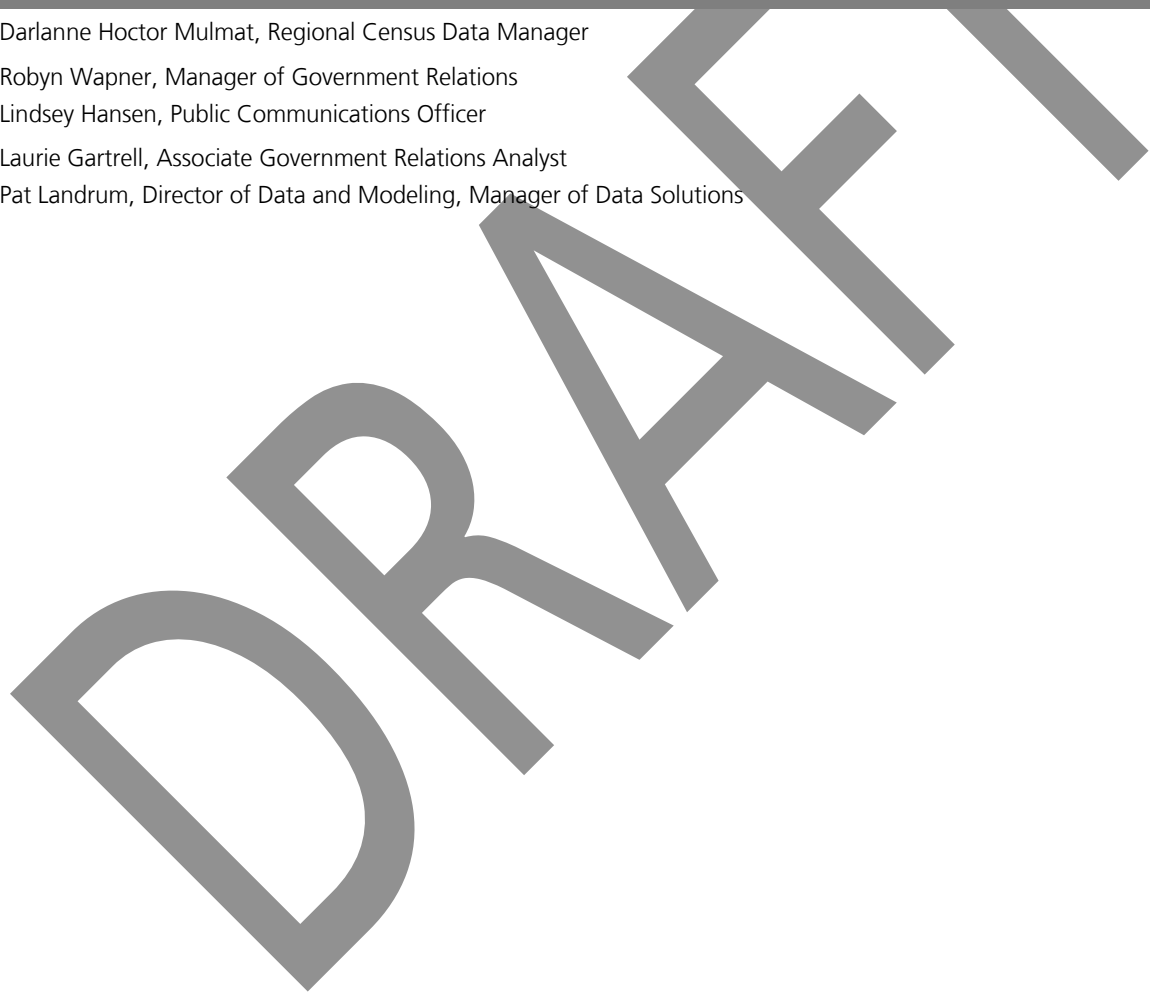 Darlanne Hoctor Mulmat, Regional Census Data Manager
Robyn Wapner, Manager of Government Relations
Lindsey Hansen, Public Communications Officer
Laurie Gartrell, Associate Government Relations Analyst
Pat Landrum, Director of Data and Modeling, Manager of Data Solutions
DRAFT